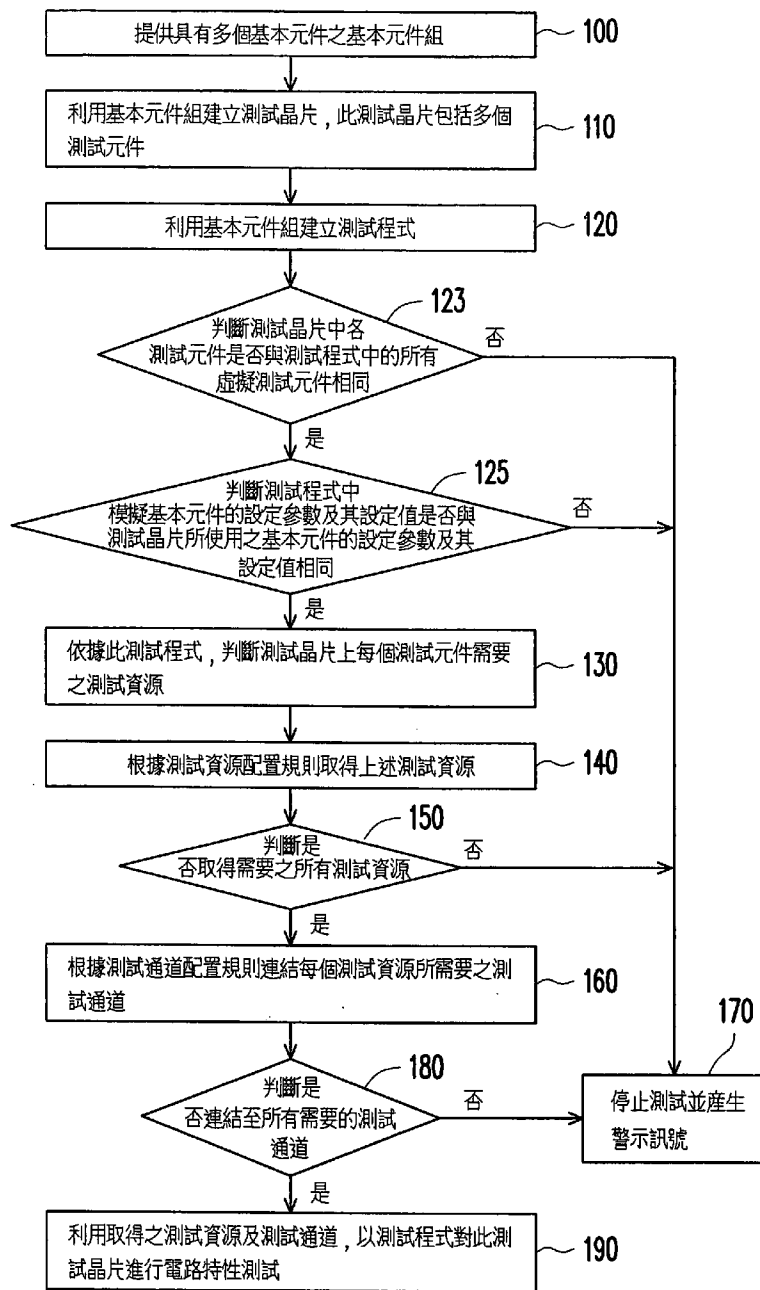 提供具有多個基本元件之基本元件組
100
利用基本元件組建立測試晶片，此測試晶片包括多個
測試元件
110
利用基本元件組建立測試程式
120
123
判斷測試晶片中各
測試元件是否與測試程式中的所有
虛擬測試元件相同
否
是
125
判斷測試程式中
模擬基本元件的設定參數及其設定值是否與
測試晶片所使用之基本元件的設定參數及其
設定值相同
否
是
依據此測試程式，判斷測試晶片上每個測試元件需要
之測試資源
130
根據測試資源配置規則取得上述測試資源
140
150
判斷是
否取得需要之所有測試資源
否
是
根據測試通道配置規則連結每個測試資源所需要之測
試通道
160
170
180
判斷是
否連結至所有需要的測試
通道
否
停止測試並産生
警示訊號
是
利用取得之測試資源及測試通道，以測試程式對此測
試晶片進行電路特性測試
190